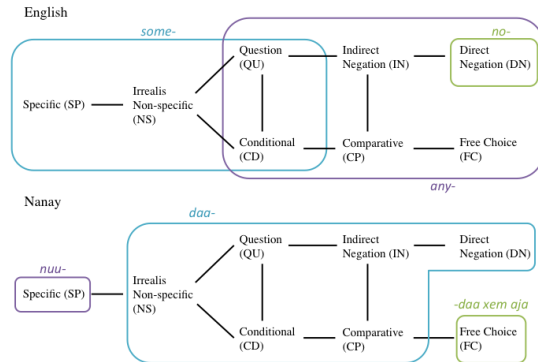 English
some-
no-
Question
(QU)
Indirect
Negation (IN)
Direct
Negation (DN)
Specific (SP)
Irrealis
Non-specific
(NS)
Conditional
(CD)
Comparative
(CP)
Free Choice
(FC)
any-
Nanay
daa-
Question
(QU)
Indirect
Negation (IN)
Direct
Negation (DN)
nuu-
Specific (SP)
Irrealis
Non-specific
(NS)
-daa xem aja
Conditional
(CD)
Comparative
(CP)
Free Choice
(FC)